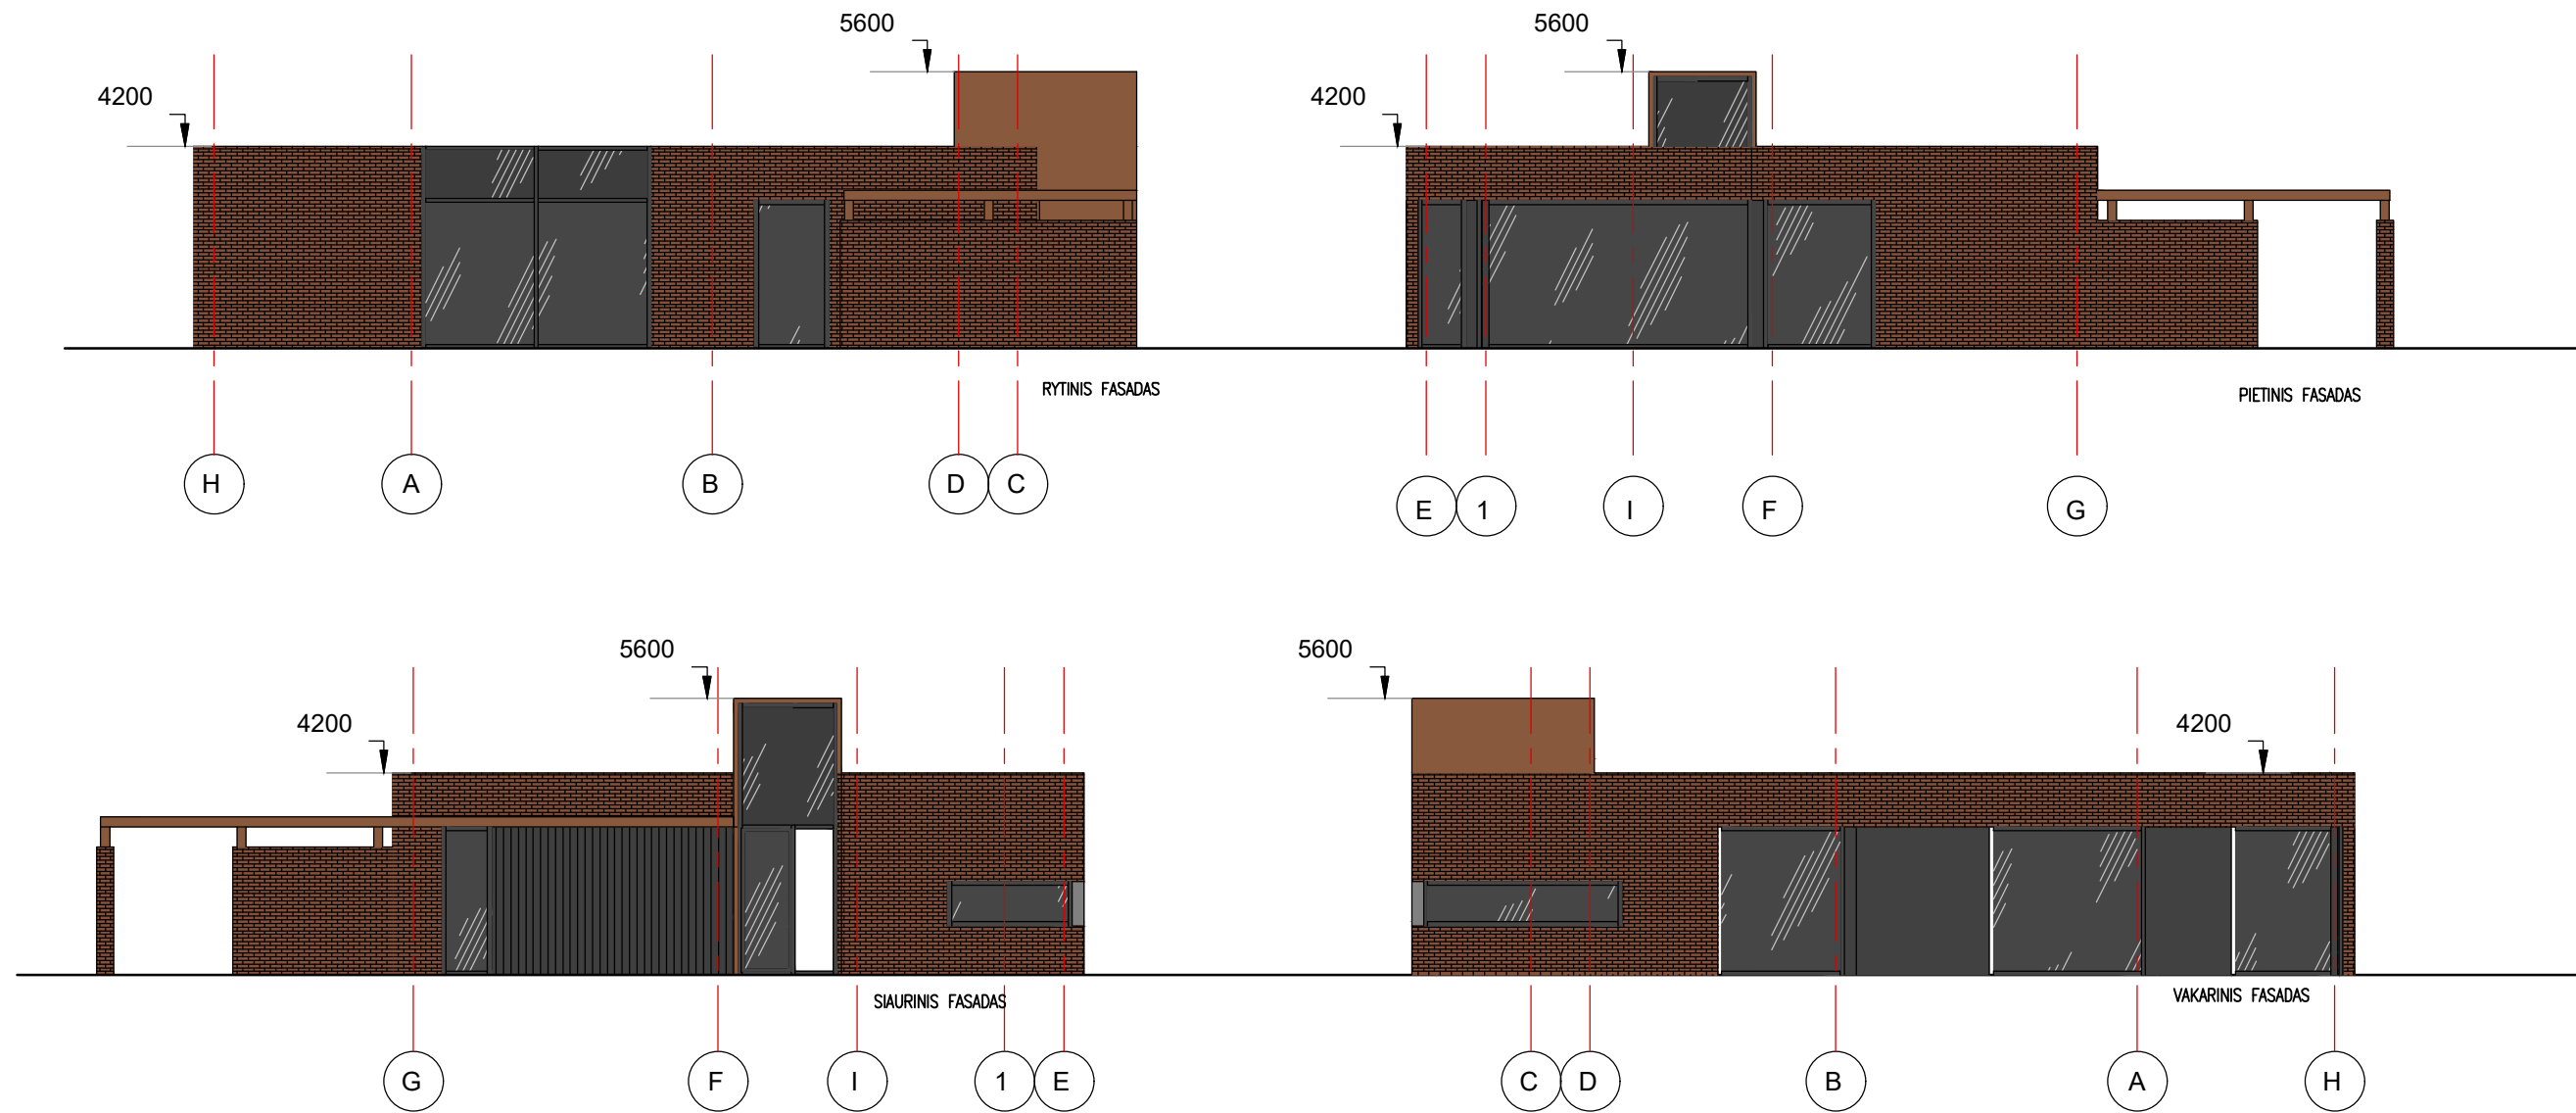 5600
4200
RYTINIS FASADAS
H A B D C
5600
4200
PIETINIS FASADAS
E 1 I F G
5600
4200
SIAURINIS FASADAS
G F I 1 E
5600
4200
VAKARINIS FASADAS
C D B A H